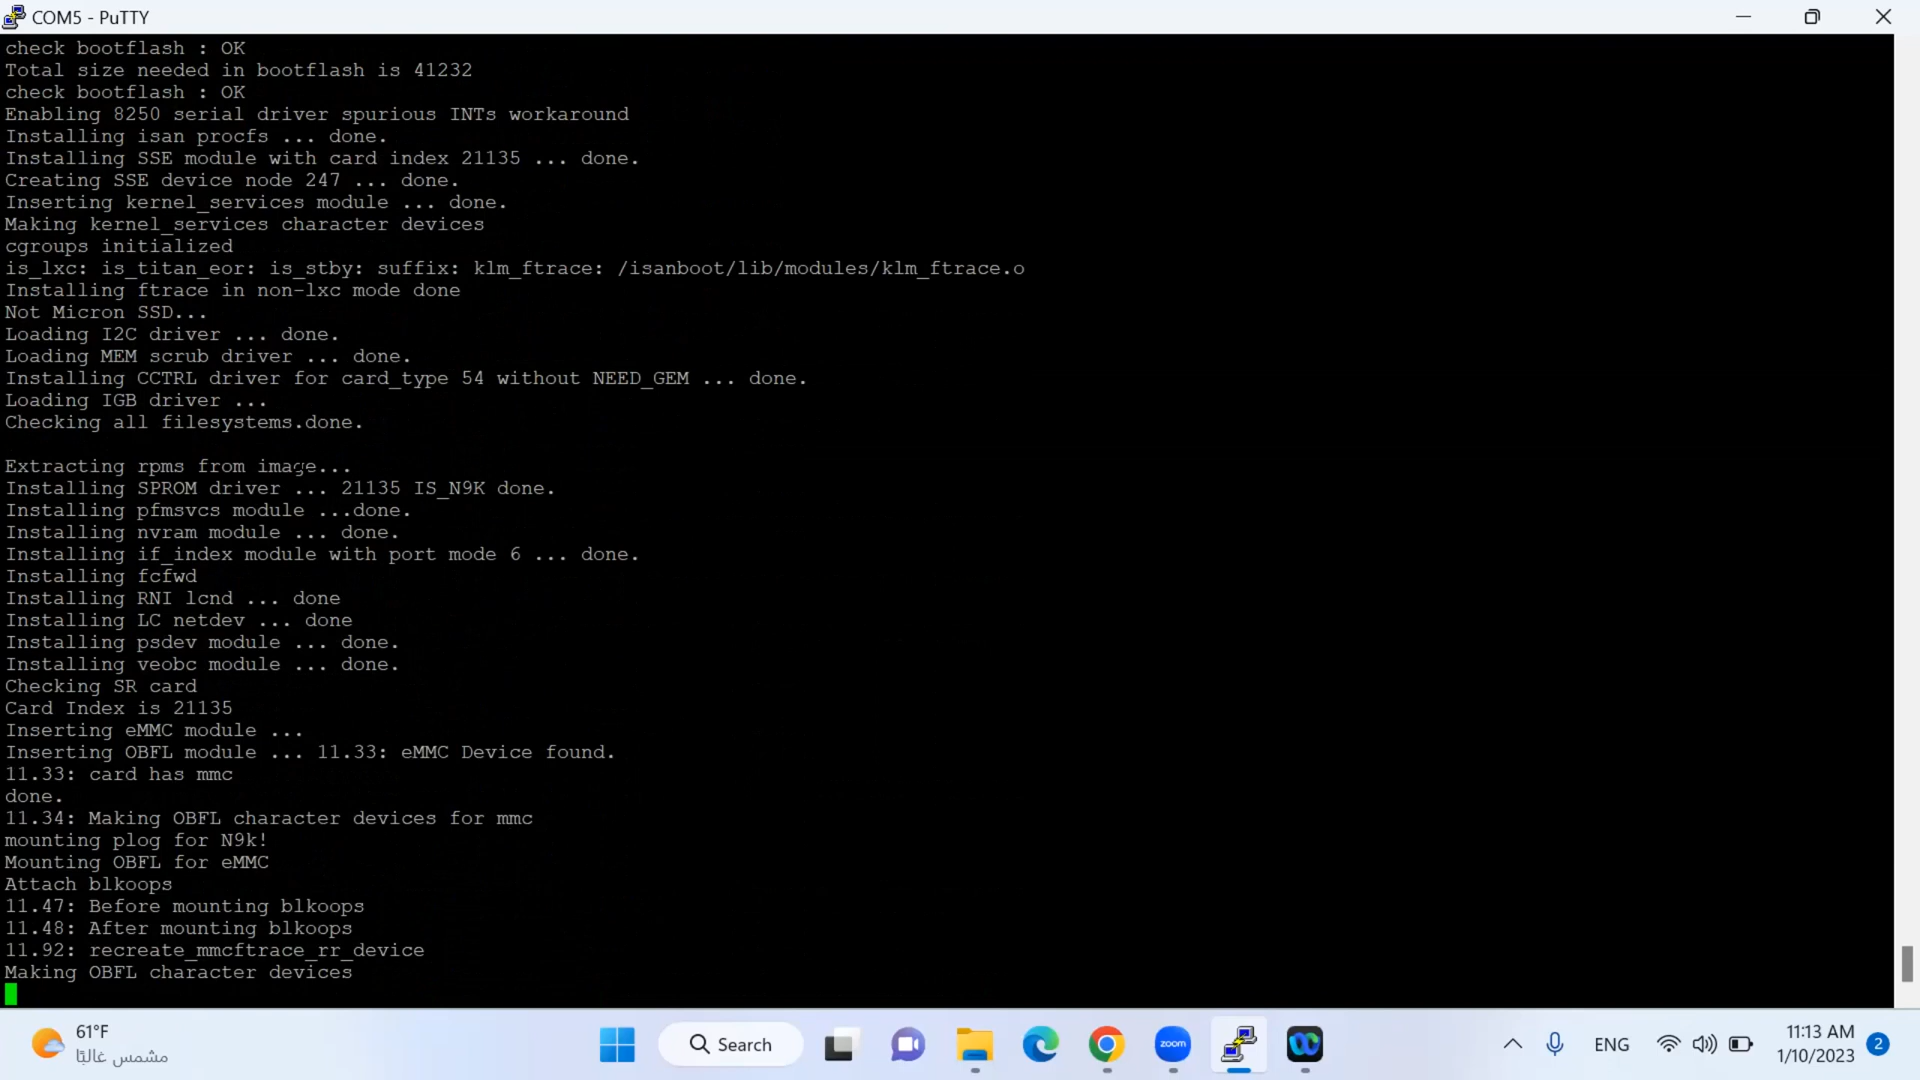 COM5 - PuTTY
check bootflash : OK
Total size needed in bootflash is 41232
check bootflash : OK
Enabling 8250 serial driver spurious INTs workaround
Installing isan procfs ... done.
Installing SSE module with card index 21135 ... done.
Creating SSE device node 247 ... done.
Inserting kernel_services module ... done.
Making kernel_services character devices
cgroups initialized
is_lxc: is_titan_eor: is_stby: suffix: klm_ftrace: /isanboot/lib/modules/klm_ftrace.o
Installing ftrace in non-lxc mode done
Not Micron SSD...
Loading I2C driver ... done.
Loading MEM scrub driver ... done.
Installing CCTRL driver for card_type 54 without NEED_GEM ... done.
Loading IGB driver ...
Checking all filesystems.done.
Extracting rpms from image...
Installing SPROM driver ... 21135 IS_N9K done.
Installing pfmsvcs module ...done.
Installing nvram module ... done.
Installing if_index module with port mode 6 ... done.
Installing fcfwd
Installing RNI lcnd ... done
Installing LC netdev ... done
Installing psdev module ... done.
Installing veobc module ... done.
Checking SR card
Card Index is 21135
Inserting eMMC module ...
Inserting OBFL module ... 11.33: eMMC Device found.
11.33: card has mmc
done.
11.34: Making OBFL character devices for mmc
mounting plog for N9k!
Mounting OBFL for eMMC
Attach blkoops
11.47: Before mounting blkoops
11.48: After mounting blkoops
11.92: recreate_mmcftrace_rr_device
Making OBFL character devices
61°F
مشمس غالبًا
Search
zoom
ENG
11:13 AM
1/10/2023
2